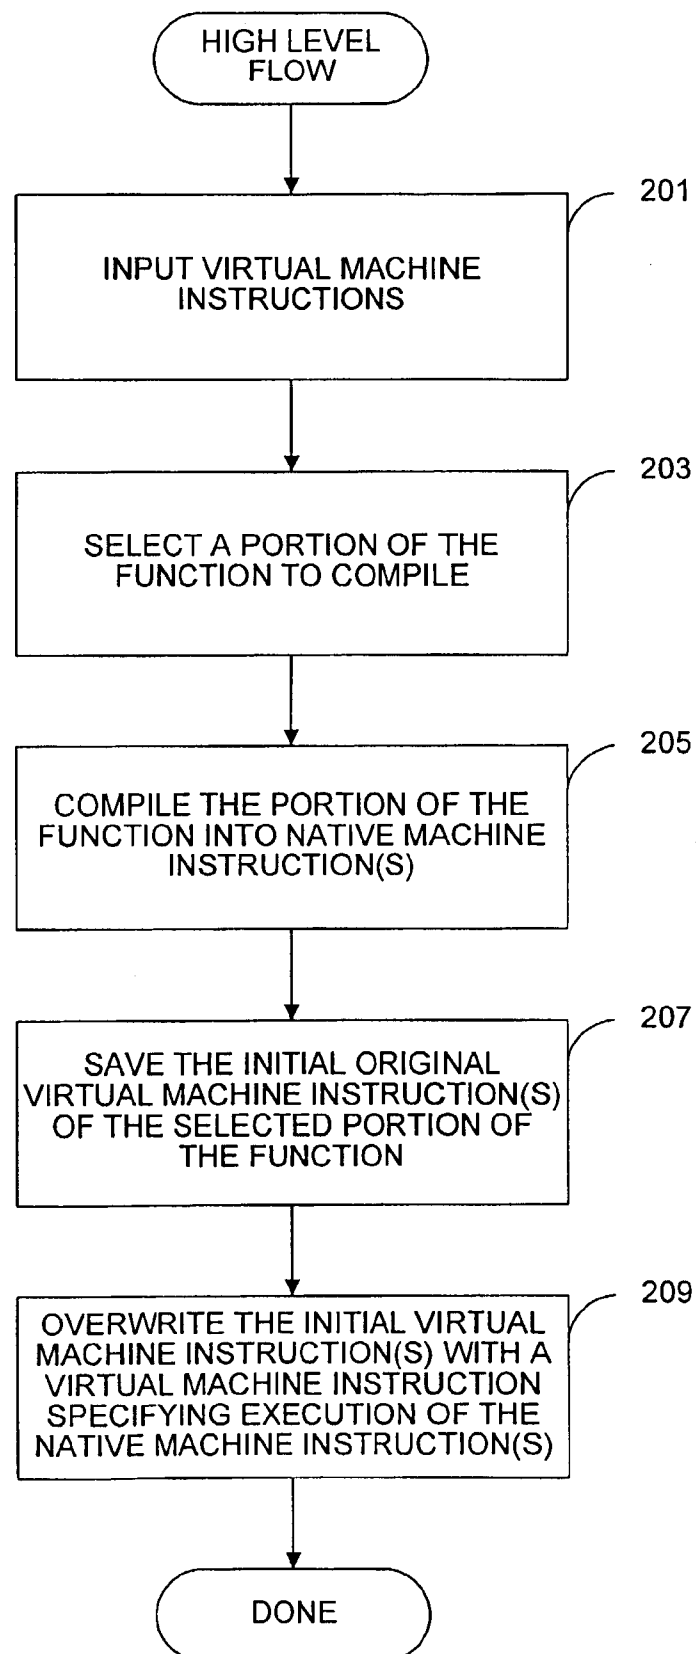 HIGH LEVEL
FLOW
201
INPUT VIRTUAL MACHINE
INSTRUCTIONS
203
SELECT A PORTION OF THE
FUNCTION TO COMPILE
205
COMPILE THE PORTION OF THE
FUNCTION INTO NATIVE MACHINE
INSTRUCTION(S)
207
SAVE THE INITIAL ORIGINAL
VIRTUAL MACHINE INSTRUCTION(S)
OF THE SELECTED PORTION OF
THE FUNCTION
209
OVERWRITE THE INITIAL VIRTUAL
MACHINE INSTRUCTION(S) WITH A
VIRTUAL MACHINE INSTRUCTION
SPECIFYING EXECUTION OF THE
NATIVE MACHINE INSTRUCTION(S)
DONE